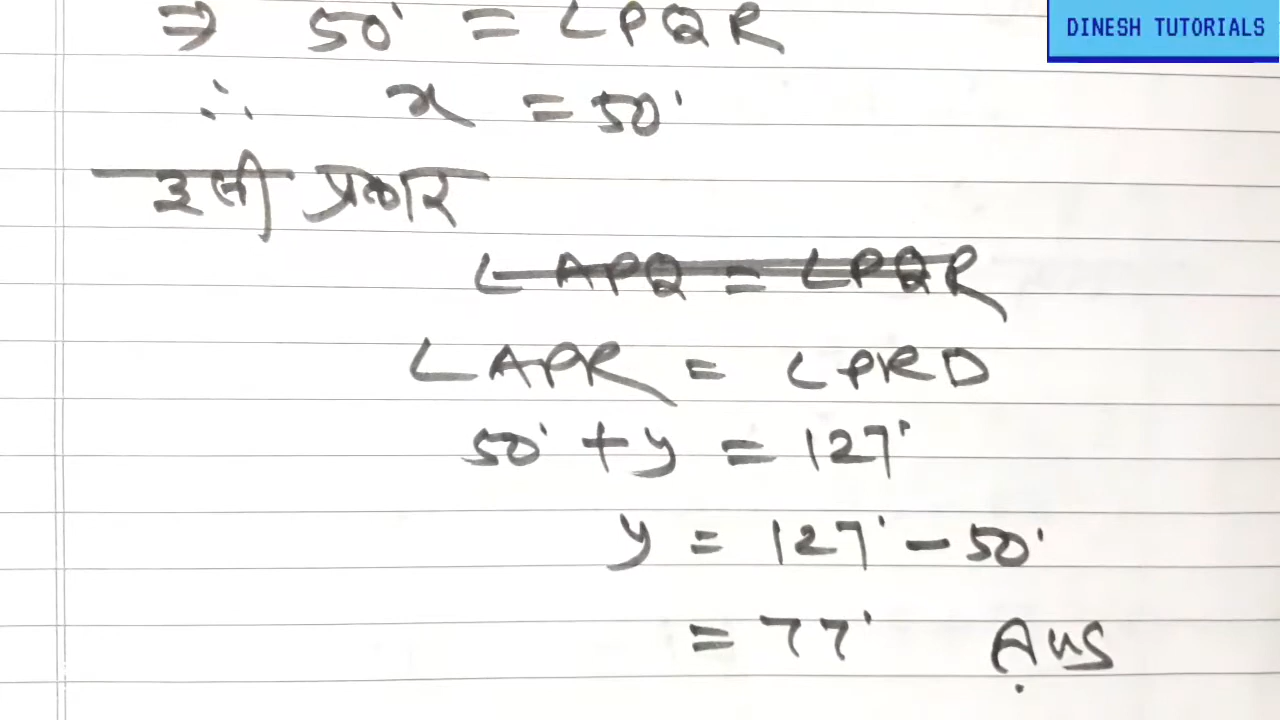 DINESH TUTORIALS
⇒ 50° = ∠PQR
∴ x = 50°
इसी प्रकार
∠APQ = ∠PQR
∠APR = ∠PRD
50° + y = 127°
y = 127° - 50°
= 77° Ans